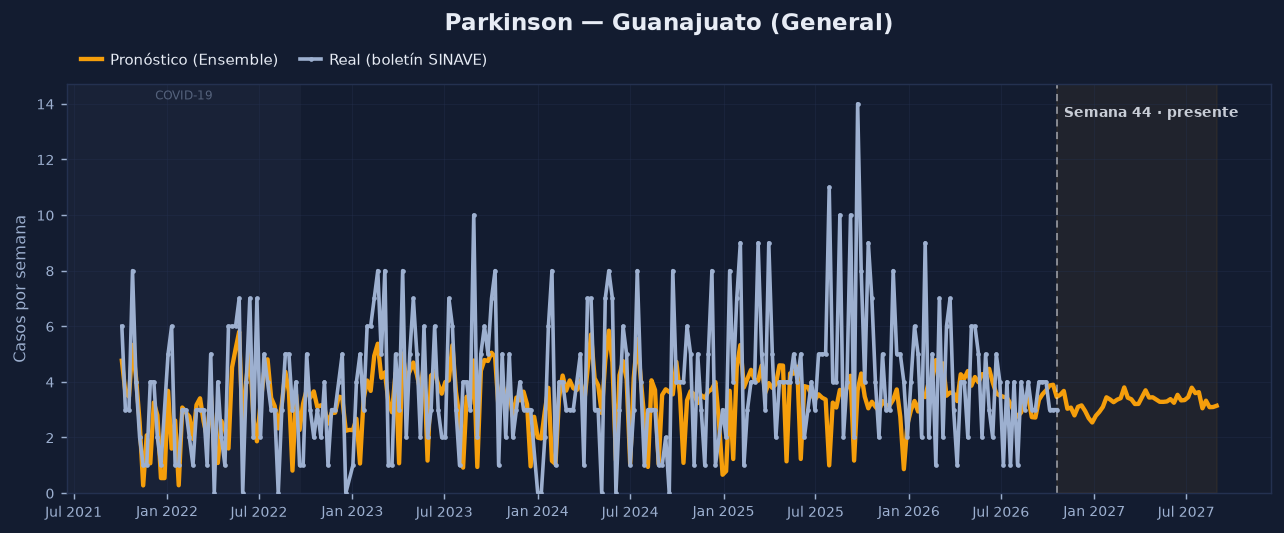 Parkinson — Guanajuato (General)
Pronóstico (Ensemble)
Real (boletín SINAVE)
COVID-19
Semana 44 · presente
Casos por semana
14
12
10
8
6
4
2
0
Jul 2021
Jan 2022
Jul 2022
Jan 2023
Jul 2023
Jan 2024
Jul 2024
Jan 2025
Jul 2025
Jan 2026
Jul 2026
Jan 2027
Jul 2027